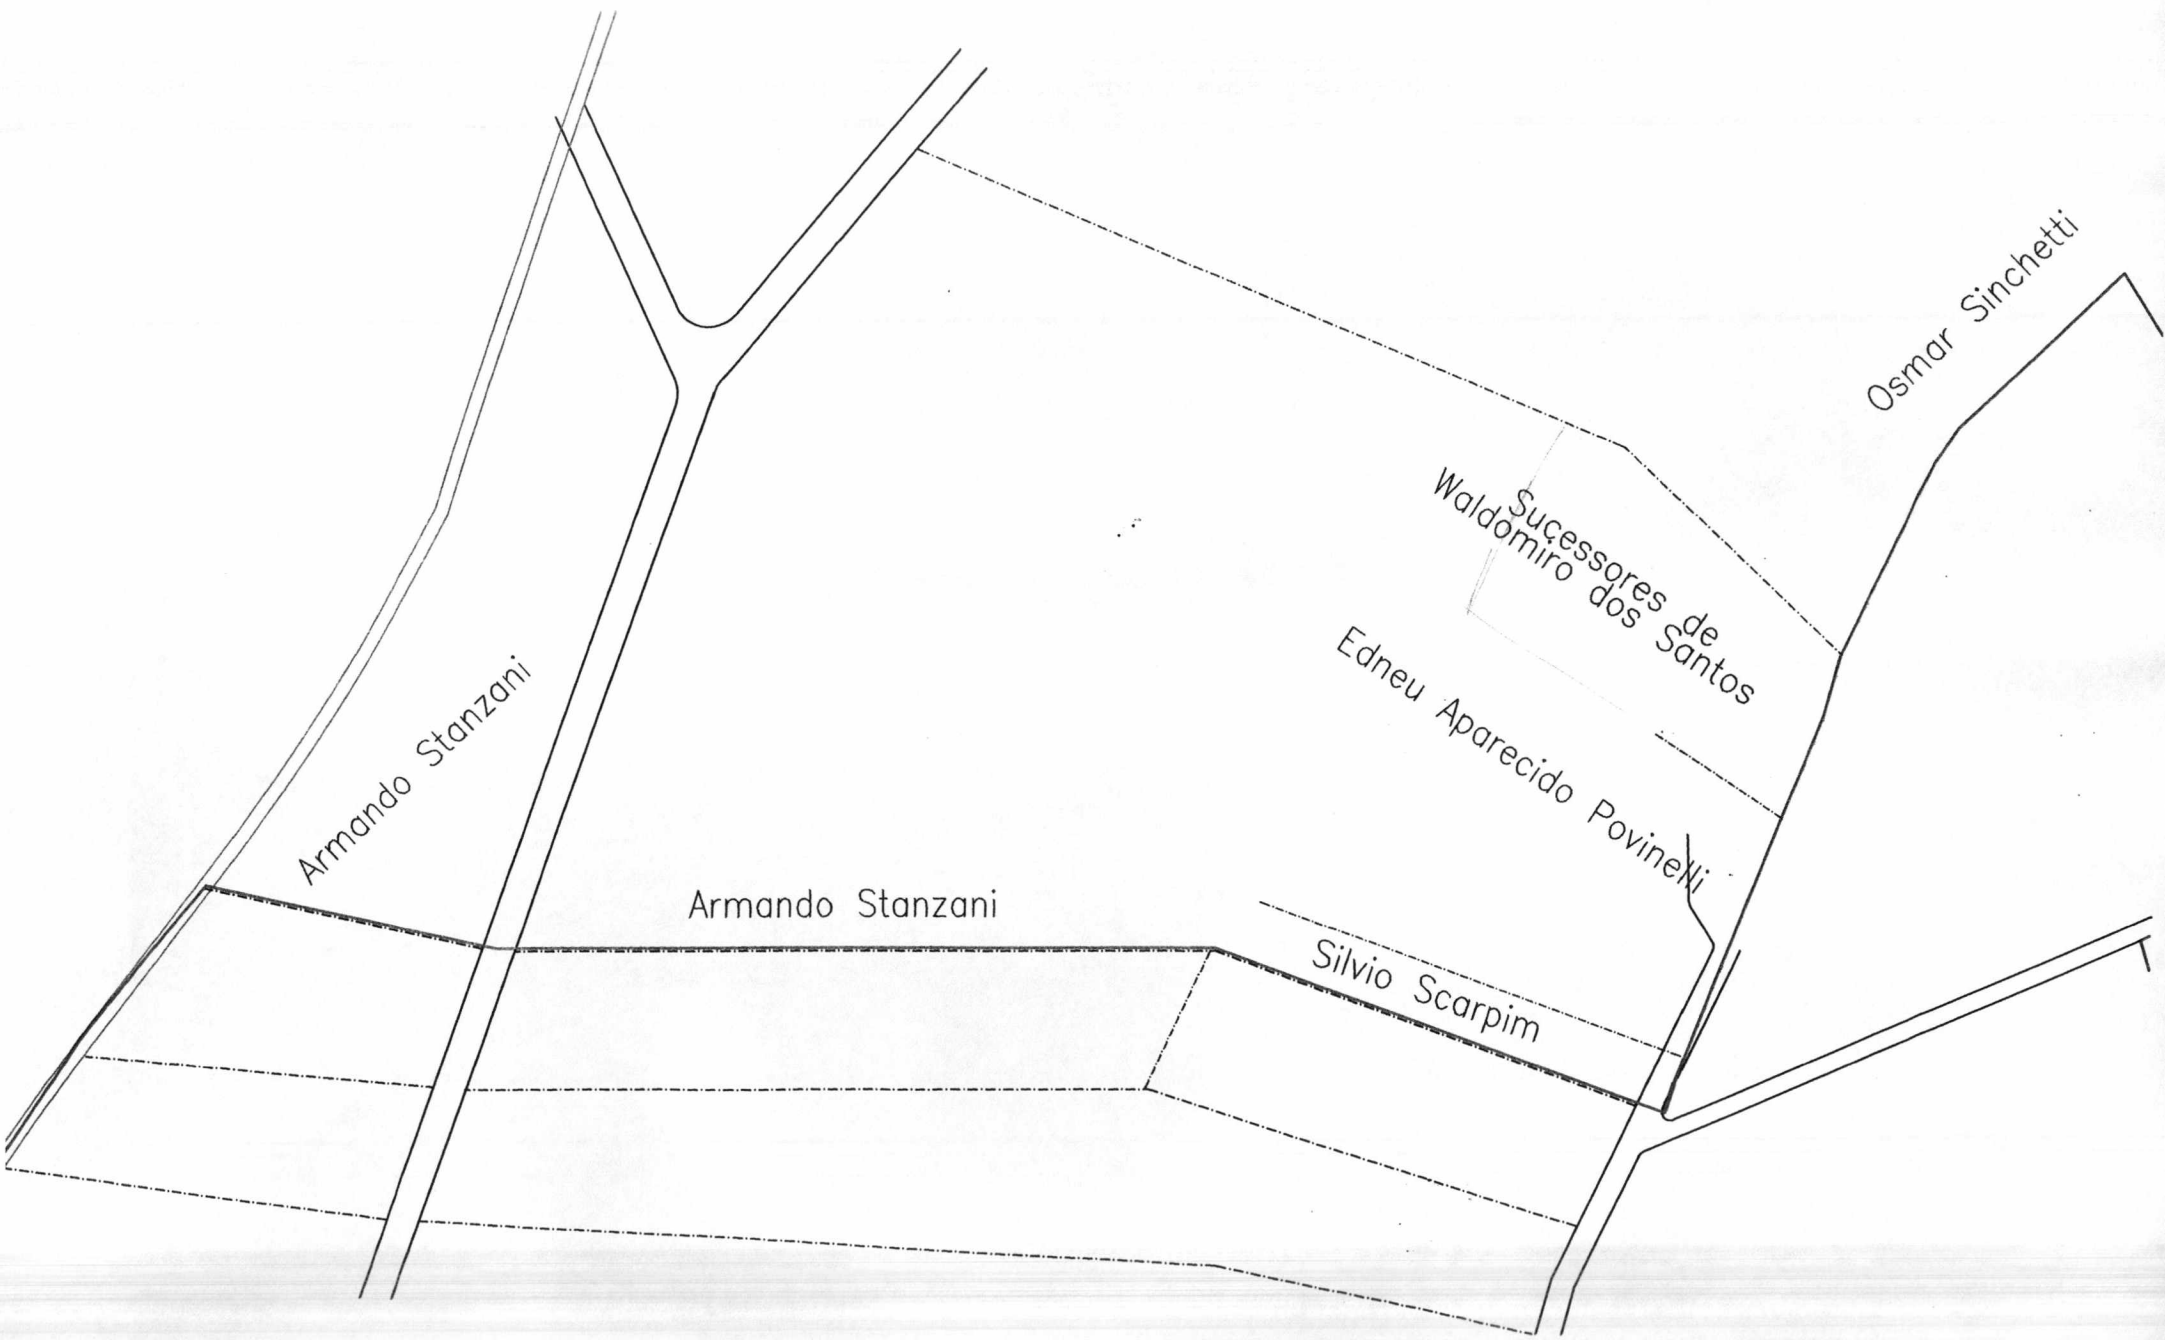 Osmar Sinchetti
Sucessores de
Waldomiro dos Santos
Edneu Aparecido Povinelli
Armando Stanzani
Armando Stanzani
Silvio Scarpim